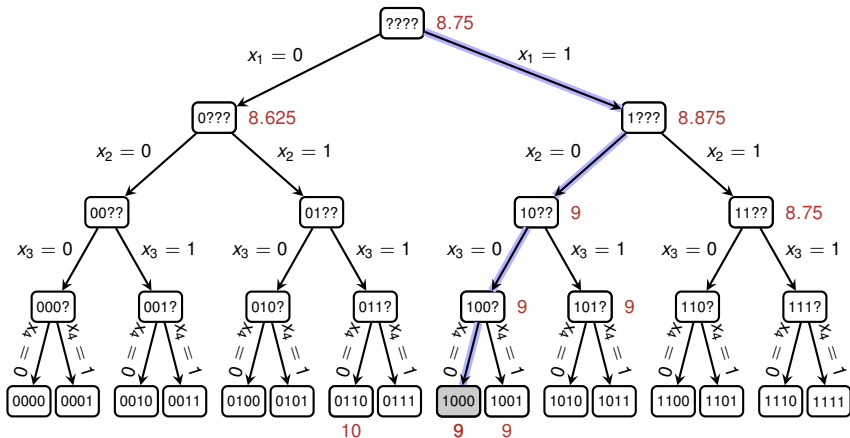 ???? 8.75
x₁ = 0 x₁ = 1
0??? 8.625 1??? 8.875
x₂ = 0 x₂ = 1 x₂ = 0 x₂ = 1
00?? 01?? 10?? 9 11?? 8.75
x₃ = 0 x₃ = 1 x₃ = 0 x₃ = 1 x₃ = 0 x₃ = 1 x₃ = 0 x₃ = 1
000? 001? 010? 011? 100? 9 101? 9 110? 111?
x₄ = 0 x₄ = 1 x₄ = 0 x₄ = 1 x₄ = 0 x₄ = 1 x₄ = 0 x₄ = 1 x₄ = 0 x₄ = 1 x₄ = 0 x₄ = 1 x₄ = 0 x₄ = 1 x₄ = 0 x₄ = 1
0000 0001 0010 0011 0100 0101 0110 0111 1000 1001 1010 1011 1100 1101 1110 1111
10 9 9